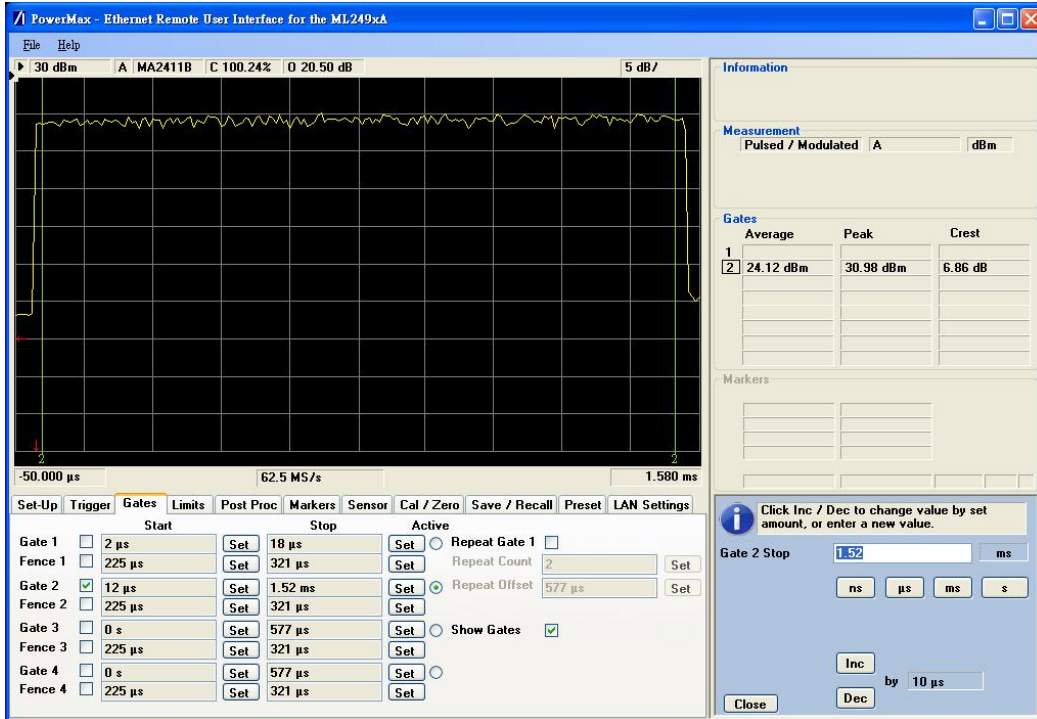 PowerMax - Ethernet Remote User Interface for the ML249xA
File Help
30 dBm A MA2411B C 100.24% O 20.50 dB 5 dB/
2 2
-50.000 µs 62.5 MS/s 1.580 ms
Information
Measurement
Pulsed / Modulated A dBm
Gates
Average Peak Crest
1
2 24.12 dBm 30.98 dBm 6.86 dB
Markers
Set-Up Trigger Gates Limits Post Proc Markers Sensor Cal / Zero Save / Recall Preset LAN Settings
Start Stop Active
Gate 1 2 µs Set 18 µs Set Repeat Gate 1
Fence 1 225 µs Set 321 µs Set Repeat Count 2 Set
Gate 2 12 µs Set 1.52 ms Set Repeat Offset 577 µs Set
Fence 2 225 µs Set 321 µs Set
Gate 3 0 s Set 577 µs Set Show Gates
Fence 3 225 µs Set 321 µs Set
Gate 4 0 s Set 577 µs Set
Fence 4 225 µs Set 321 µs Set
Click Inc / Dec to change value by set
amount, or enter a new value.
Gate 2 Stop 1.52 ms
ns µs ms s
Inc
by 10 µs
Close Dec